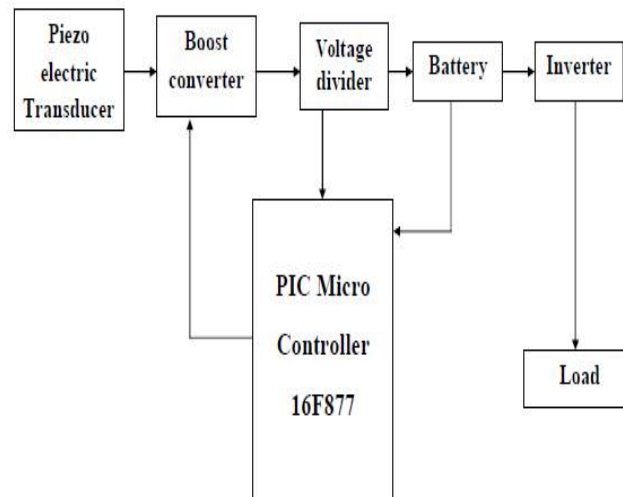 Piezo
electric
Transducer
Boost
converter
Voltage
divider
Battery
Inverter
PIC Micro
Controller
16F877
Load